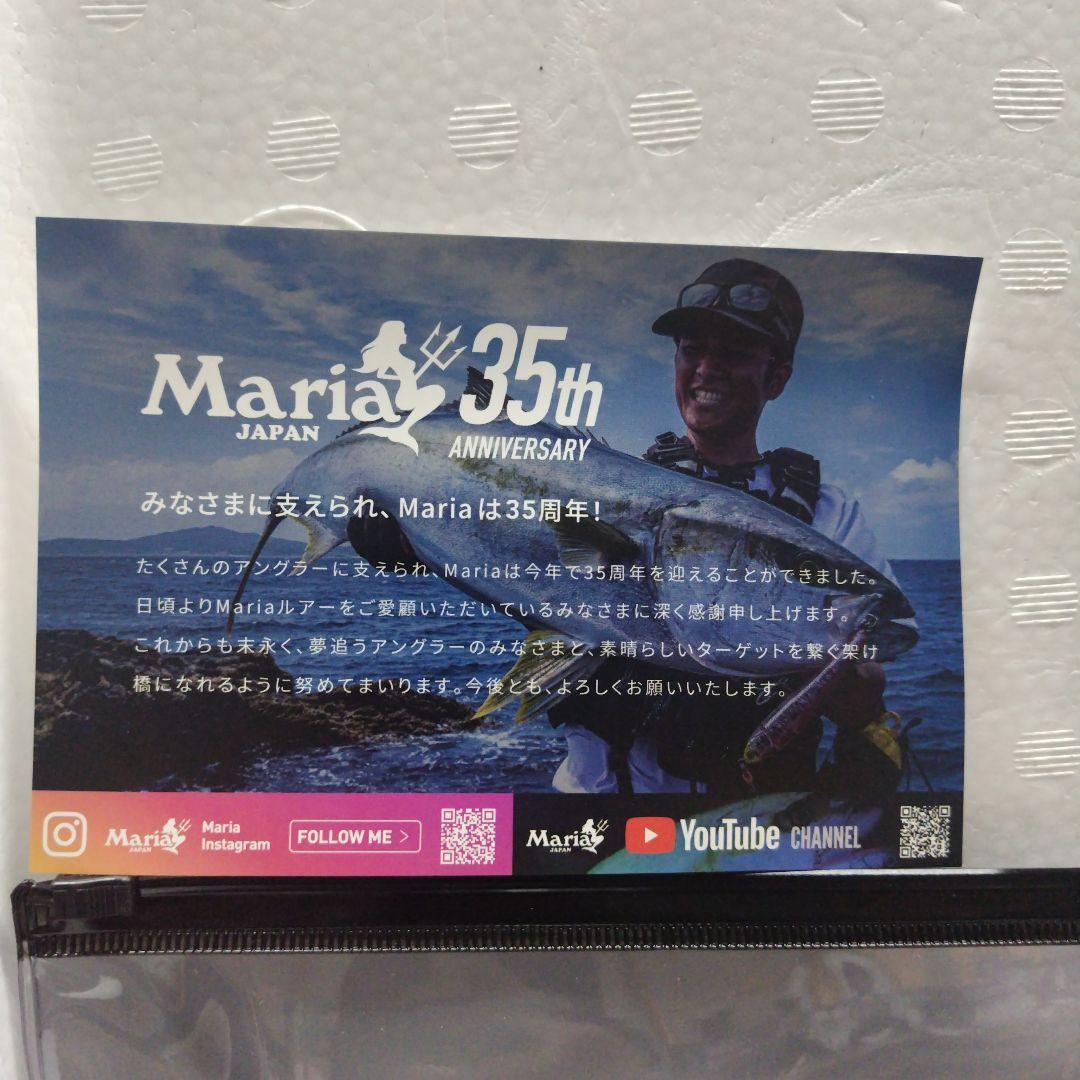 Maria
JAPAN
35th
ANNIVERSARY
みなさまに支えられ、Mariaは35周年!
たくさんのアングラーに支えられ、Mariaは今年で35周年を迎えることができました。
日頃よりMariaルアーをご愛顧いただいているみなさまに深く感謝申し上げます。
これからも末永く、夢追うアングラーのみなさまと、素晴らしいターゲットを繋ぐ架け
橋になれるように努めてまいります。今後とも、よろしくお願いいたします。
Maria
JAPAN
Maria
Instagram
FOLLOW ME >
Maria
JAPAN
YouTube CHANNEL